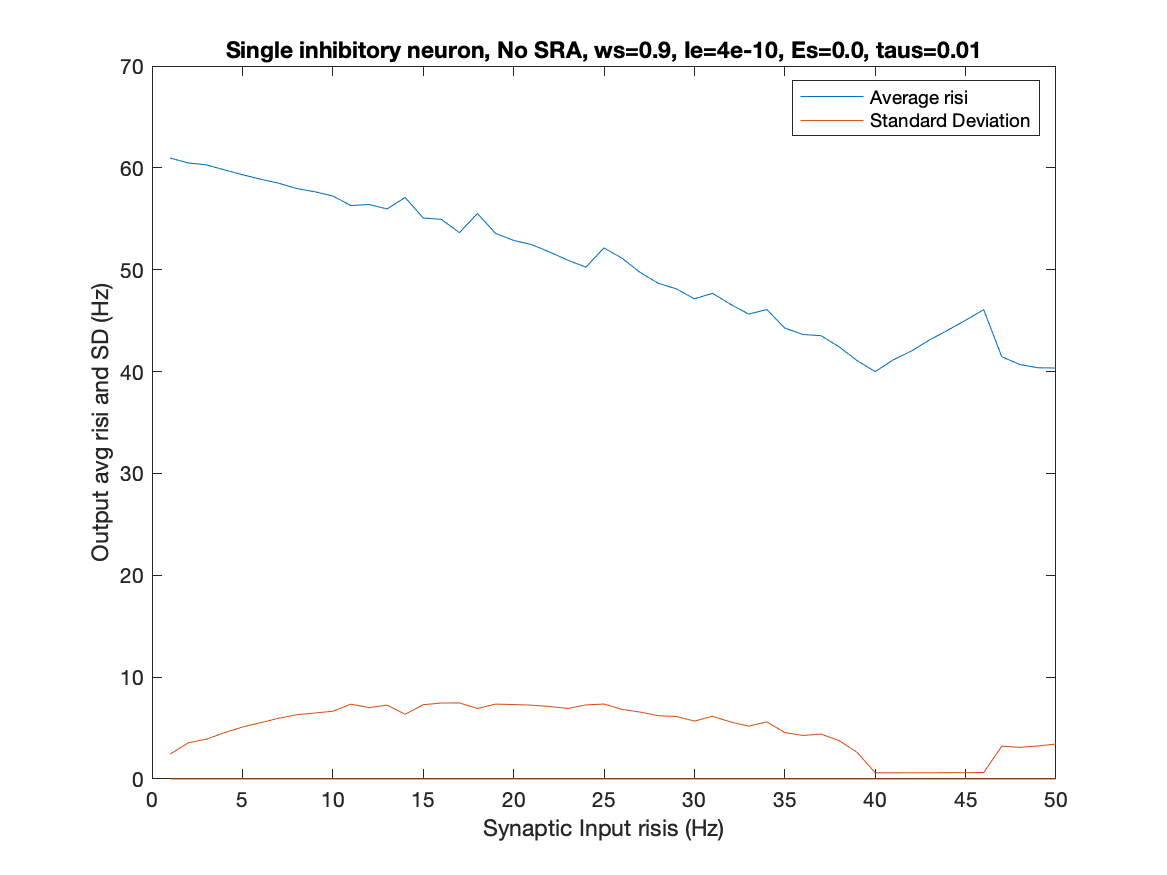 Single inhibitory neuron, No SRA, ws=0.9, Ie=4e-10, Es=0.0, taus=0.01
70
60
50
40
30
20
10
0
Output avg risi and SD (Hz)
Average risi
Standard Deviation
0 5 10 15 20 25 30 35 40 45 50
Synaptic Input risis (Hz)